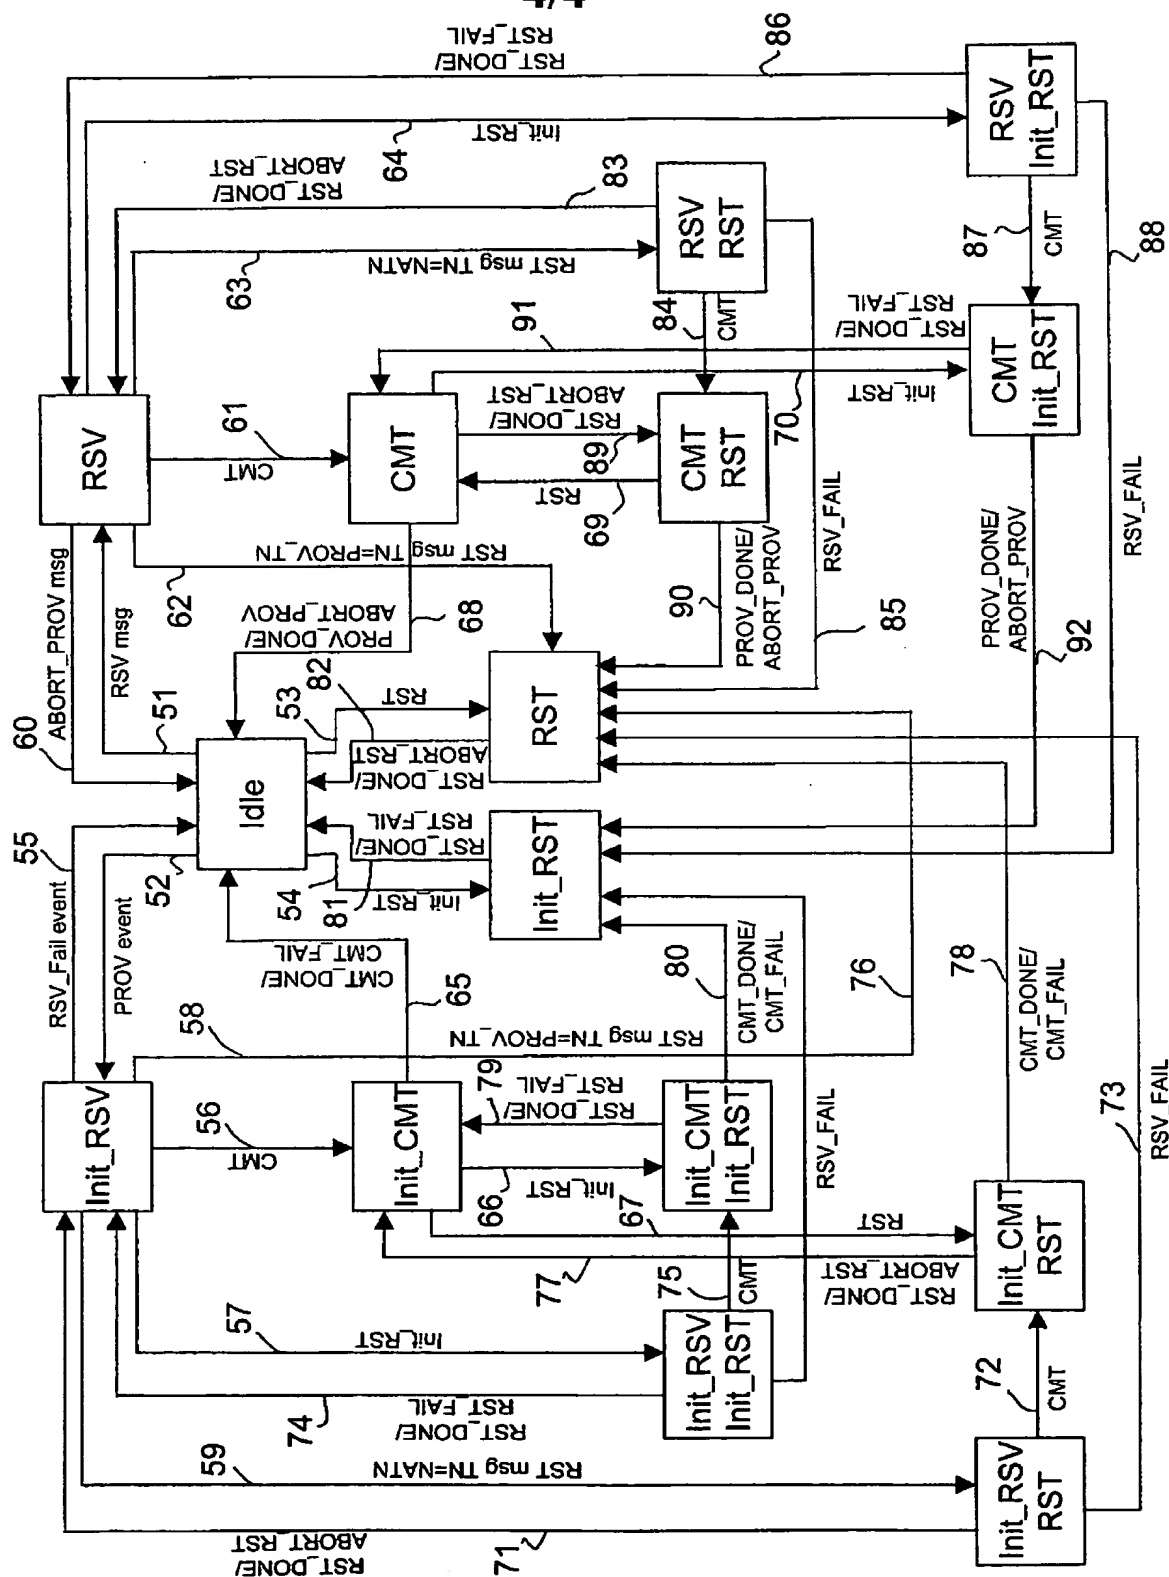 4/4
RST_DONE/
RST_FAIL
86
Init_RST
64
RST_DONE/
ABORT_RST
83
RST msg TN=NATN
63
RSV
Init_RST
87
CMT
88
RSV
RST
84
CMT
91
RST_DONE/
RST_FAIL
CMT
Init_RST
RSV
61
CMT
CMT
RST_DONE/
ABORT_RST
89
RST
69
CMT
RST
70
Init_RST
RSV_FAIL
RSV_FAIL
60
ABORT_PROV msg
RSV msg
51
62
RST msg TN=PROV_TN
PROV_DONE/
ABORT_PROV
68
90
PROV_DONE/
ABORT_PROV
85
PROV_DONE/
ABORT_PROV
92
Idle
53
RST
82
RST_DONE/
ABORT_RST
RST
55
RSV_Fail event
52
PROV event
54
Init_RST
81
RST_DONE/
RST_FAIL
Init_RST
CMT_DONE/
CMT_FAIL
65
80
CMT_DONE/
CMT_FAIL
76
78
CMT_DONE/
CMT_FAIL
58
RST msg TN=PROV_TN
Init_RSV
56
CMT
Init_CMT
79
RST_DONE/
RST_FAIL
66
Init_RST
Init_CMT
Init_RST
RSV_FAIL
73
RSV_FAIL
67
RST
77
RST_DONE/
ABORT_RST
Init_CMT
RST
57
Init_RST
74
RST_DONE/
RST_FAIL
75
CMT
Init_RSV
Init_RST
72
CMT
59
RST msg TN=NATN
71
RST_DONE/
ABORT_RST
Init_RSV
RST